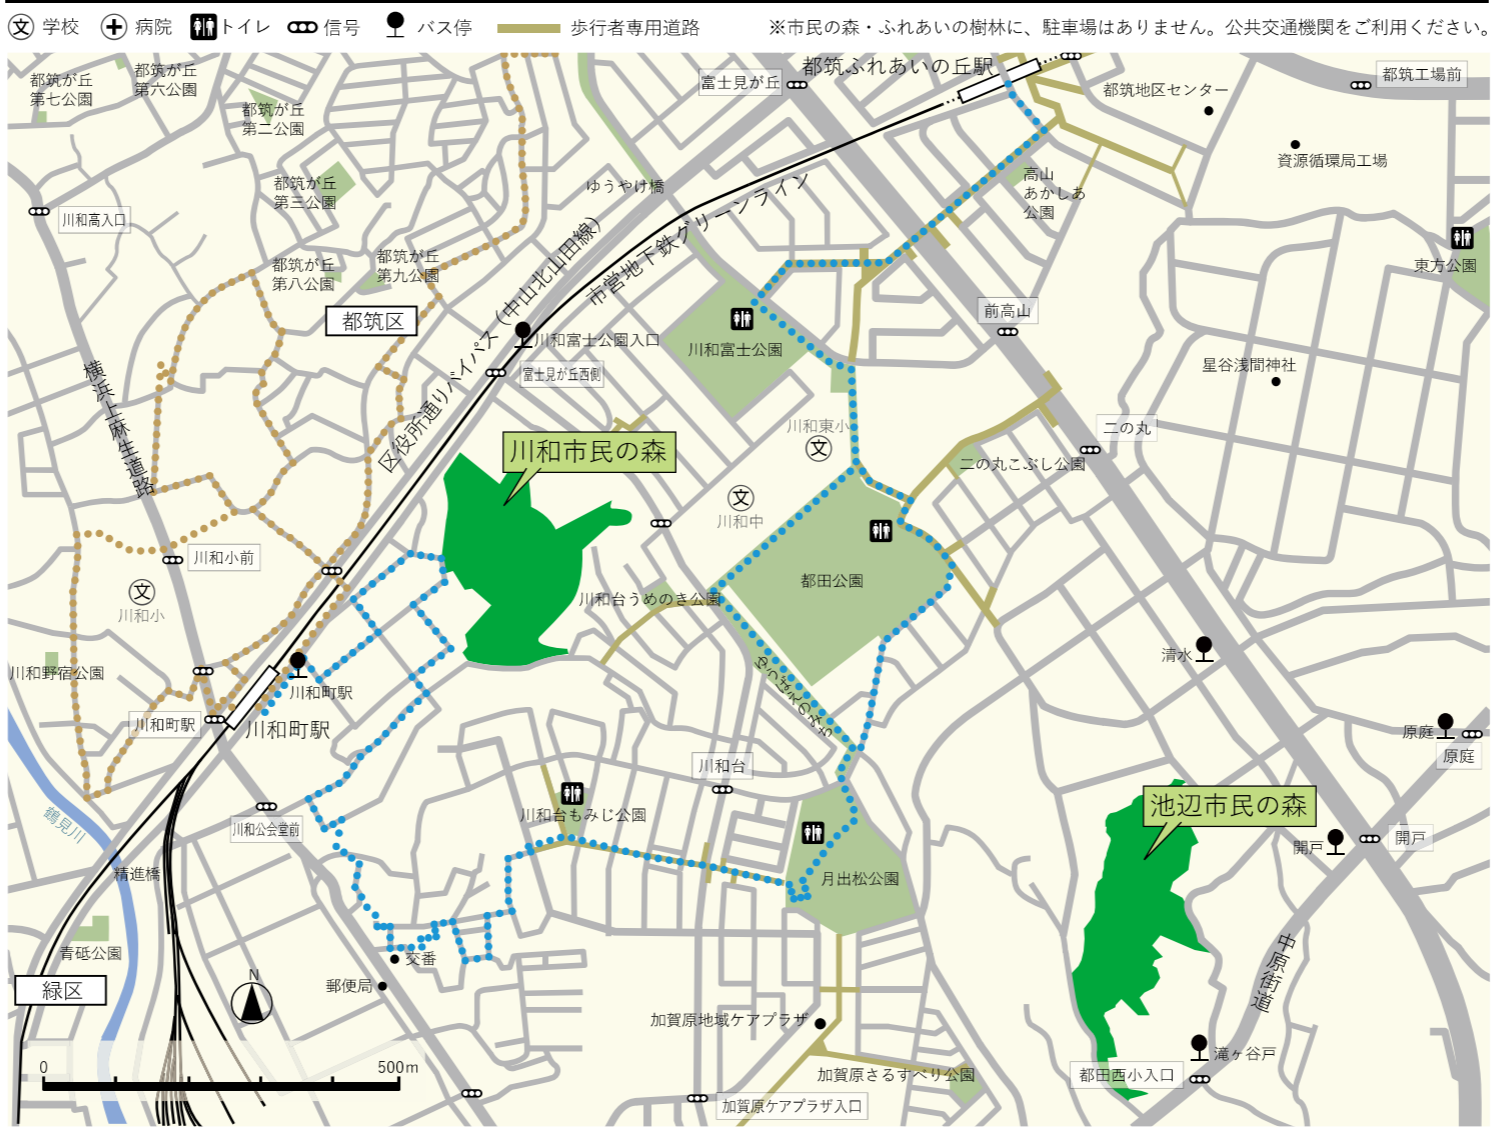 学校 病院 トイレ 信号 バス停 歩行者専用道路 ※市民の森・ふれあいの樹林に、駐車場はありません。公共交通機関をご利用ください。
都筑が丘
第七公園
都筑が丘
第六公園
都筑が丘
第二公園
富士見が丘
都筑ふれあいの丘駅
都筑地区センター
都筑工場前
資源循環局工場
川和高入口
都筑が丘
第三公園
ゆうやけ橋
市営地下鉄グリーンライン
高山
あかしあ
公園
東方公園
都筑が丘
第八公園
都筑が丘
第九公園
都筑区
区役所通りバイパス(中山北山田線)
川和富士公園入口
富士見が丘西側
川和富士公園
前高山
星谷浅間神社
横浜上麻生道路
川和市民の森
川和東小
文
二の丸
二の丸こぶし公園
文
川和中
川和小前
文
川和小
都田公園
川和台うめのき公園
川和野宿公園
川和町駅
川和町駅
川和町駅
ゆうばえのみち
清水
原庭
原庭
川和台
川和台もみじ公園
池辺市民の森
鶴見川
川和公会堂前
開戸
開戸
精進橋
月出松公園
青砥公園
交番
郵便局
緑区
N
中原街道
加賀原地域ケアプラザ
滝ヶ谷戸
都田西小入口
加賀原さるすべり公園
加賀原ケアプラザ入口
0 500m